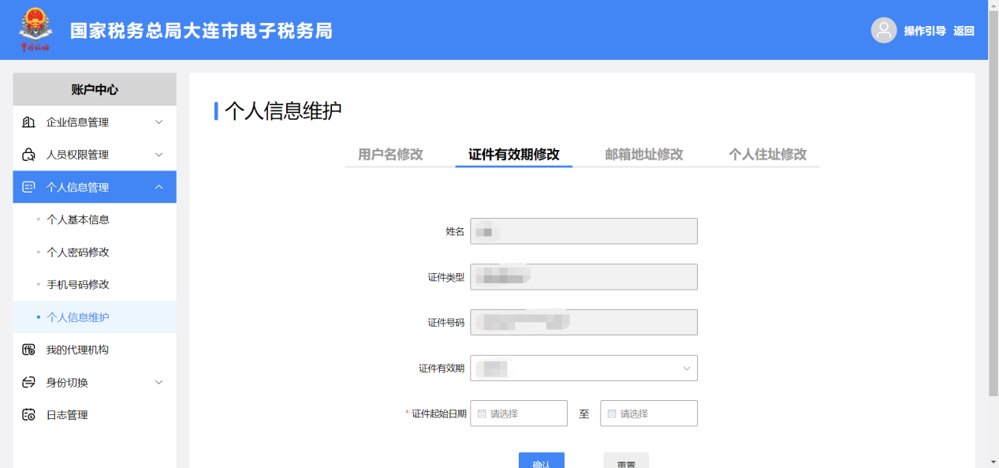 国家税务总局大连市电子税务局
操作引导 返回
账户中心
企业信息管理
人员权限管理
个人信息管理
个人基本信息
个人密码修改
手机号码修改
个人信息维护
我的代理机构
身份切换
日志管理
个人信息维护
用户名修改 证件有效期修改 邮箱地址修改 个人住址修改
姓名
证件类型
证件号码
证件有效期
* 证件起始日期 请选择 至 请选择
确认 重置